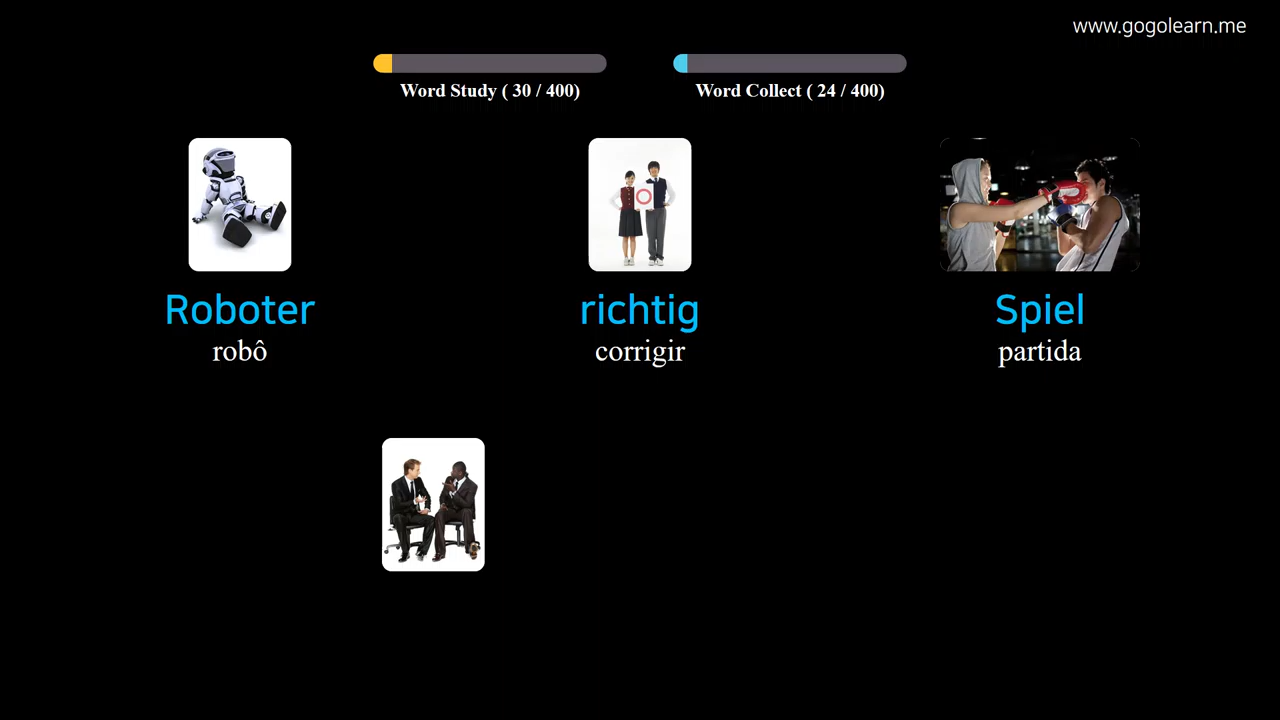 www.gogolearn.me
Word Study ( 30 / 400)
Word Collect ( 24 / 400)
Roboter
robô
richtig
corrigir
Spiel
partida